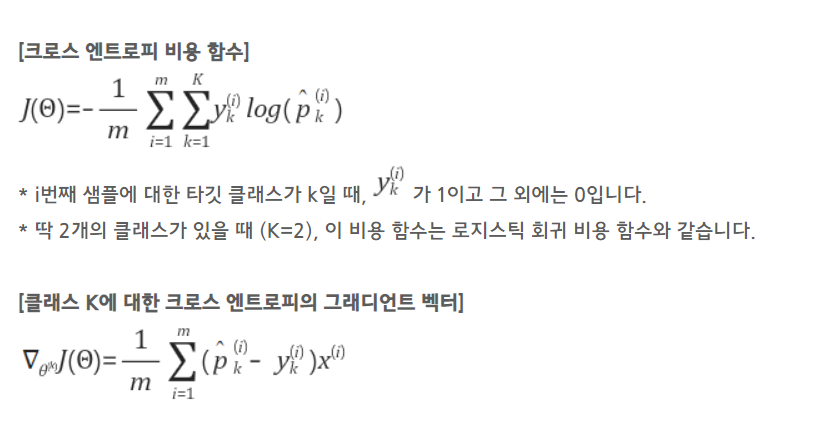 [크로스 엔트로피 비용 함수]
J(Θ)=-\frac{1}{m} \sum_{i=1}^{m} \sum_{k=1}^{K} y_k^{(i)} log(\hat{p}_k^{(i)})
* i번째 샘플에 대한 타깃 클래스가 k일 때, y_k^{(i)} 가 1이고 그 외에는 0입니다.
* 딱 2개의 클래스가 있을 때 (K=2), 이 비용 함수는 로지스틱 회귀 비용 함수와 같습니다.
[클래스 K에 대한 크로스 엔트로피의 그래디언트 벡터]
∇_{θ^{(k)}}J(Θ)=\frac{1}{m} \sum_{i=1}^{m} (\hat{p}_k^{(i)} - y_k^{(i)})x^{(i)}